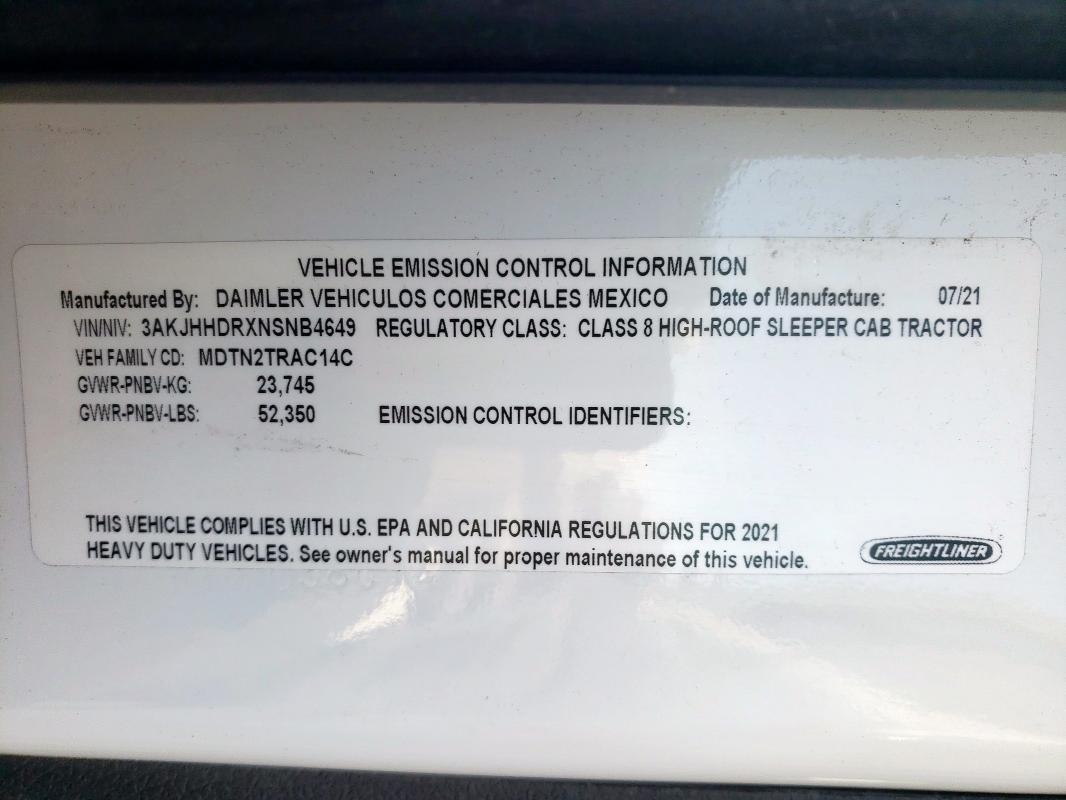 VEHICLE EMISSION CONTROL INFORMATION
Manufactured By: DAIMLER VEHICULOS COMERCIALES MEXICO Date of Manufacture: 07/21
VIN/NIV: 3AKJHHDRXNSNB4649 REGULATORY CLASS: CLASS 8 HIGH-ROOF SLEEPER CAB TRACTOR
VEH FAMILY CD: MDTN2TRAC14C
GVWR-PNBV-KG: 23,745
GVWR-PNBV-LBS: 52,350 EMISSION CONTROL IDENTIFIERS:
THIS VEHICLE COMPLIES WITH U.S. EPA AND CALIFORNIA REGULATIONS FOR 2021
HEAVY DUTY VEHICLES. See owner's manual for proper maintenance of this vehicle.
FREIGHTLINER